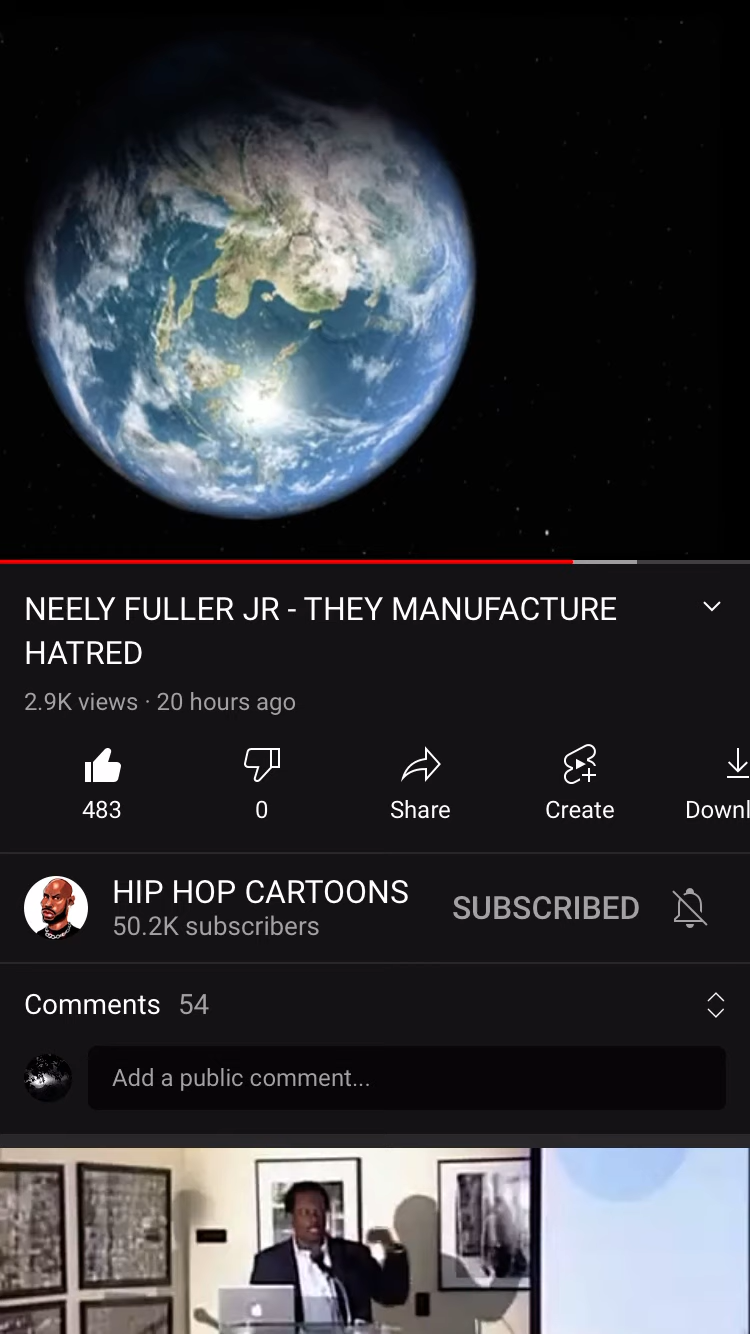 NEELY FULLER JR - THEY MANUFACTURE
HATRED
2.9K views · 20 hours ago
483
0
Share
Create
Downl
HIP HOP CARTOONS
50.2K subscribers
SUBSCRIBED
Comments 54
Add a public comment...